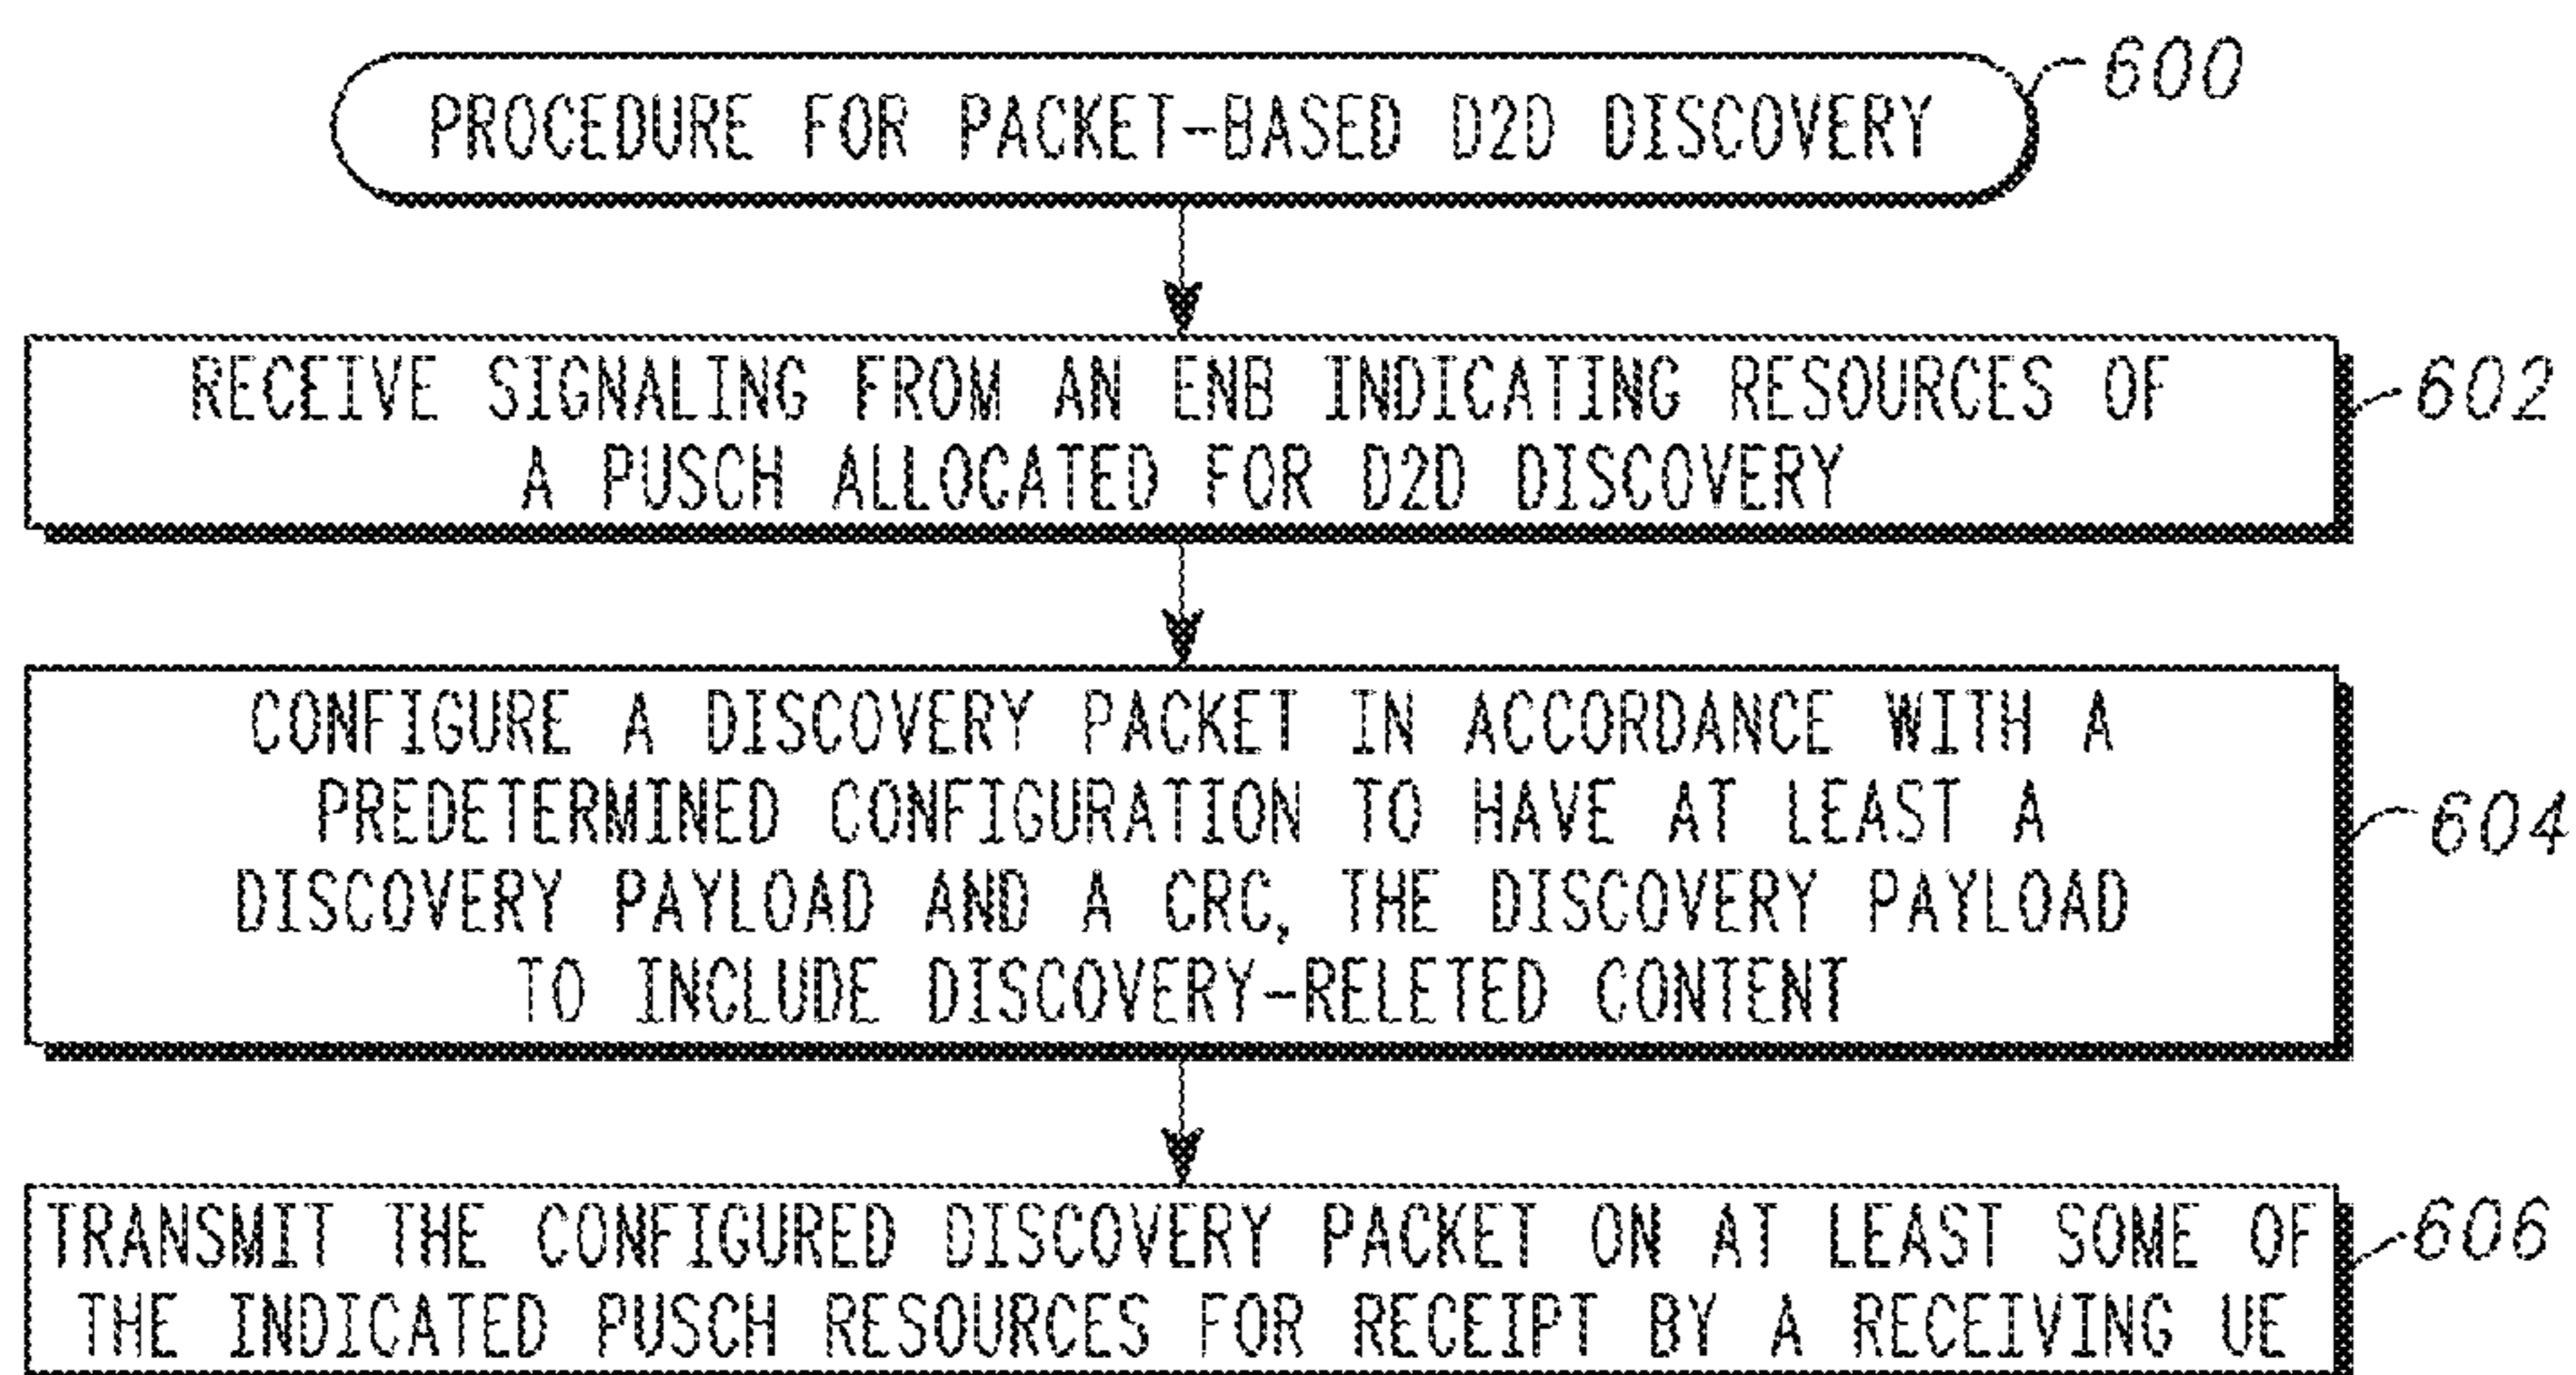 PROCEDURE FOR PACKET-BASED D2D DISCOVERY
600
RECEIVE SIGNALING FROM AN ENB INDICATING RESOURCES OF
A PUSCH ALLOCATED FOR D2D DISCOVERY
602
CONFIGURE A DISCOVERY PACKET IN ACCORDANCE WITH A
PREDETERMINED CONFIGURATION TO HAVE AT LEAST A
DISCOVERY PAYLOAD AND A CRC, THE DISCOVERY PAYLOAD
TO INCLUDE DISCOVERY-RELETED CONTENT
604
TRANSMIT THE CONFIGURED DISCOVERY PACKET ON AT LEAST SOME OF
THE INDICATED PUSCH RESOURCES FOR RECEIPT BY A RECEIVING UE
606